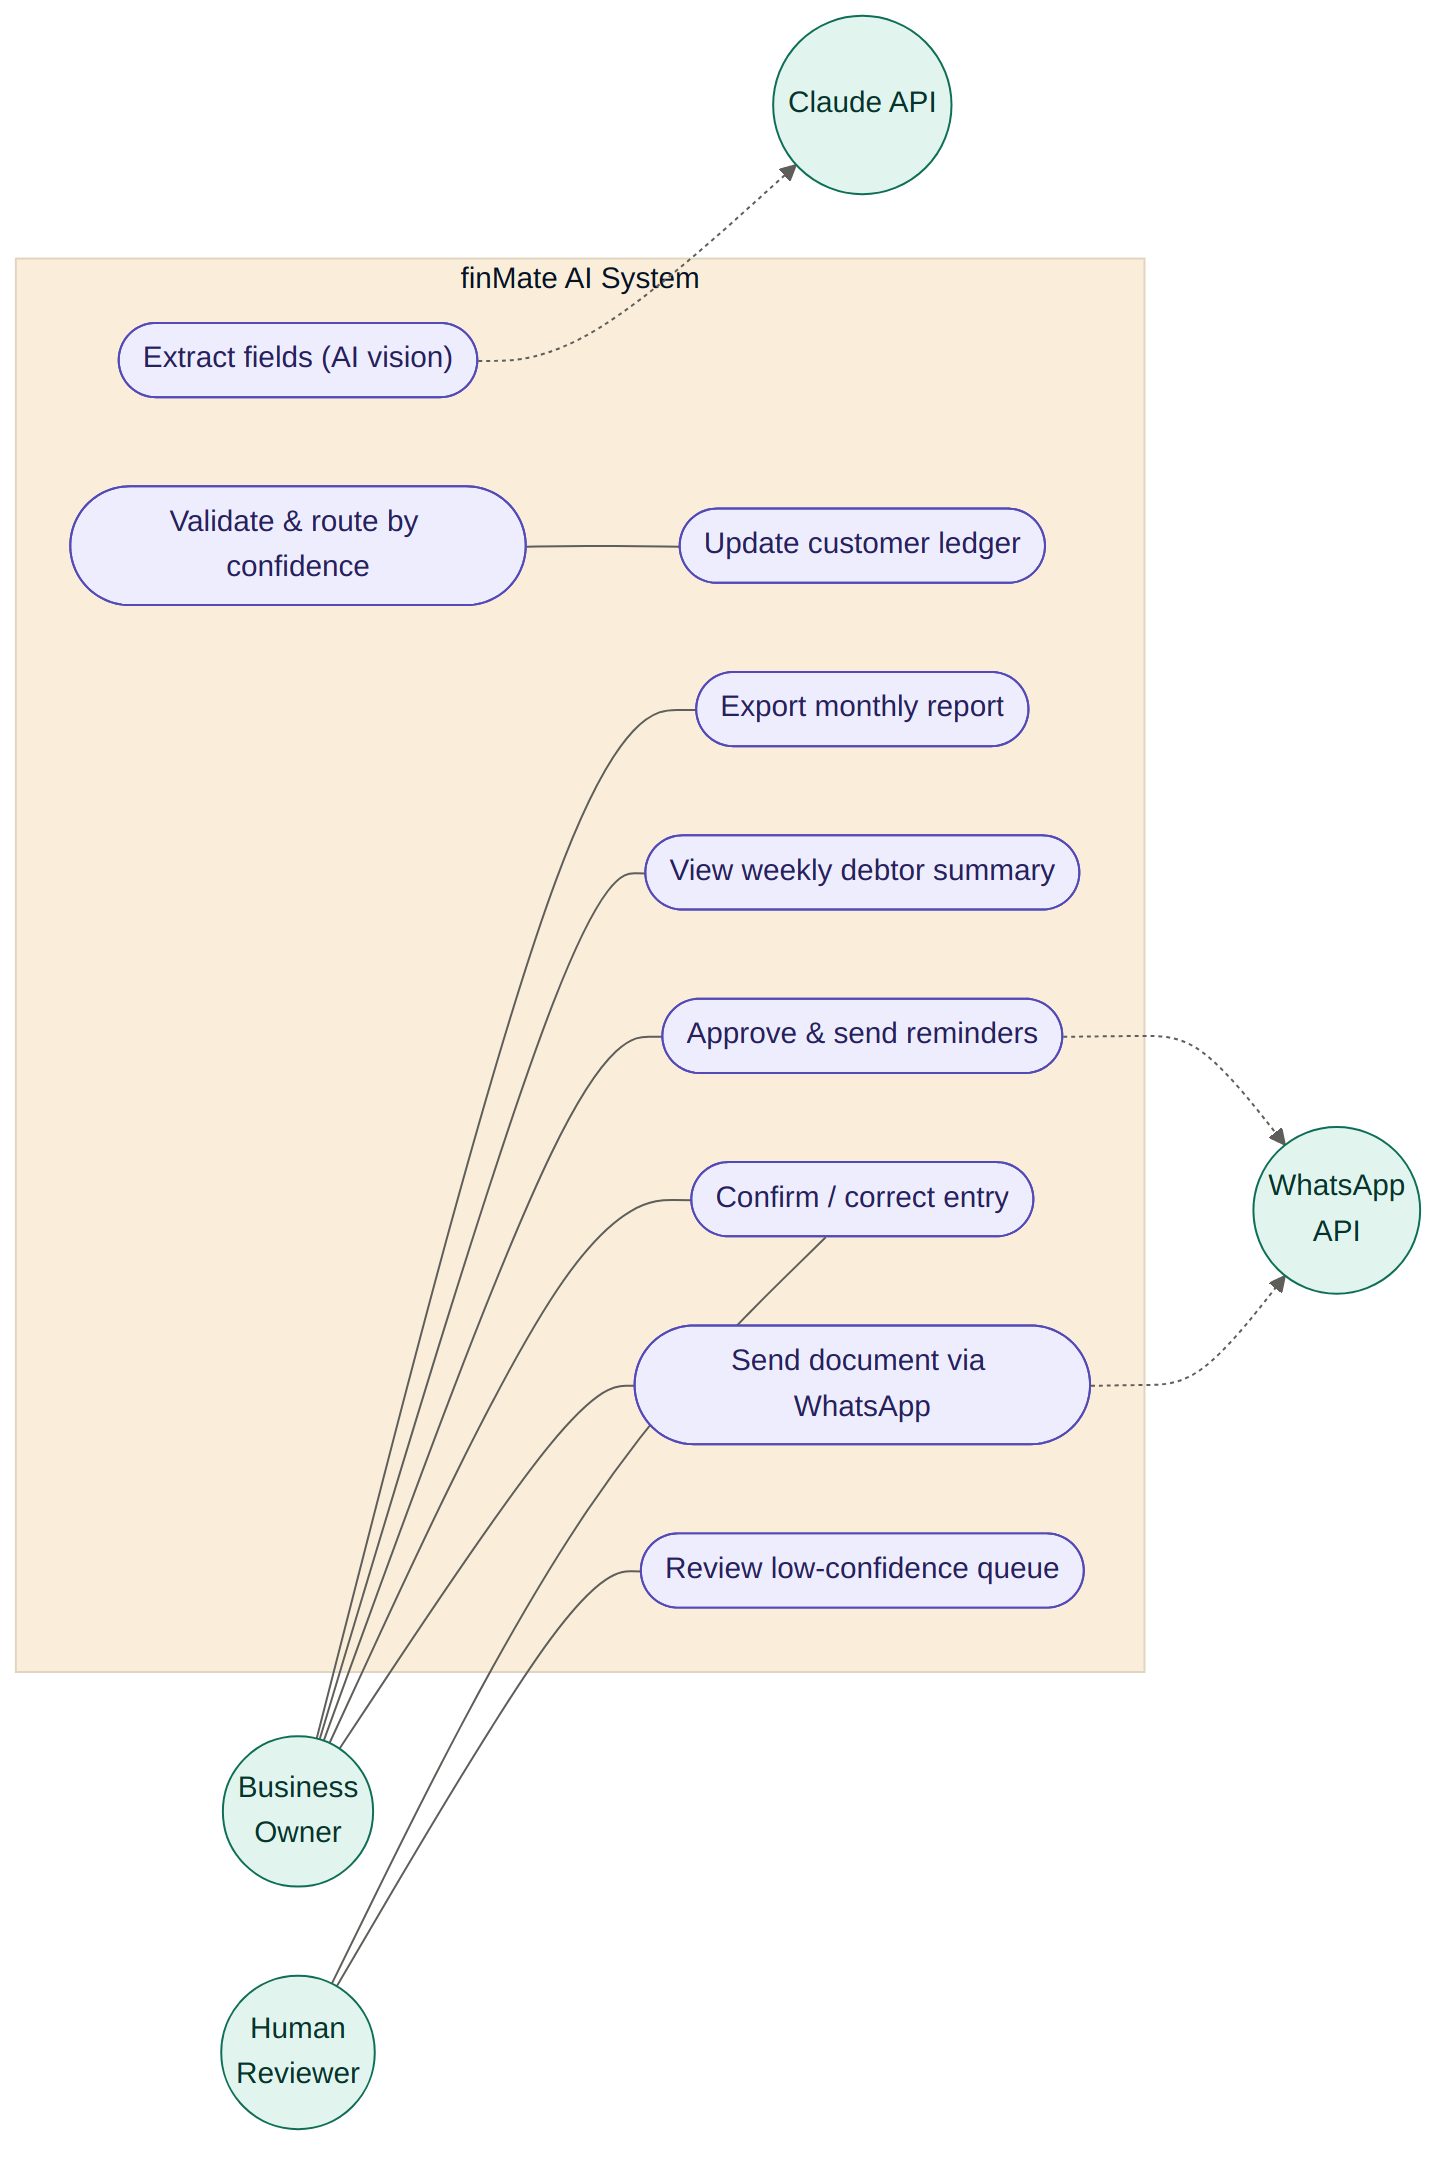 Claude API
finMate AI System
Extract fields (AI vision)
Validate & route by
confidence
Update customer ledger
Export monthly report
View weekly debtor summary
Approve & send reminders
WhatsApp
API
Confirm / correct entry
Send document via
WhatsApp
Review low-confidence queue
Business
Owner
Human
Reviewer